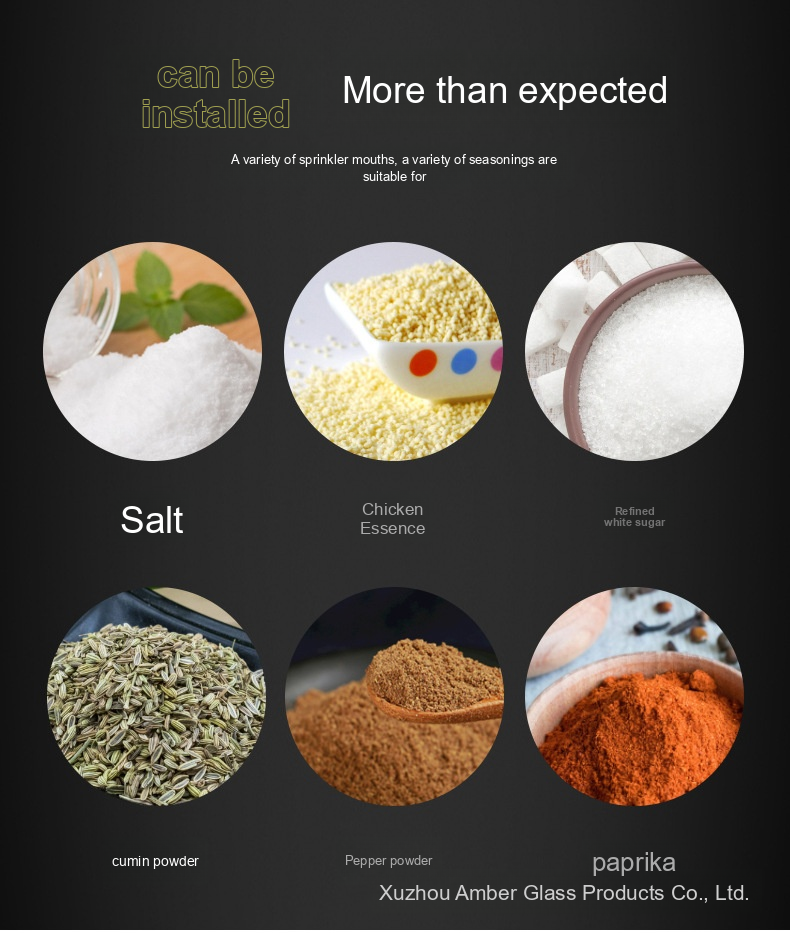 can be
installed
More than expected
A variety of sprinkler mouths, a variety of seasonings are
suitable for
Salt
Chicken
Essence
Refined
white sugar
cumin powder
Pepper powder
paprika
Xuzhou Amber Glass Products Co., Ltd.